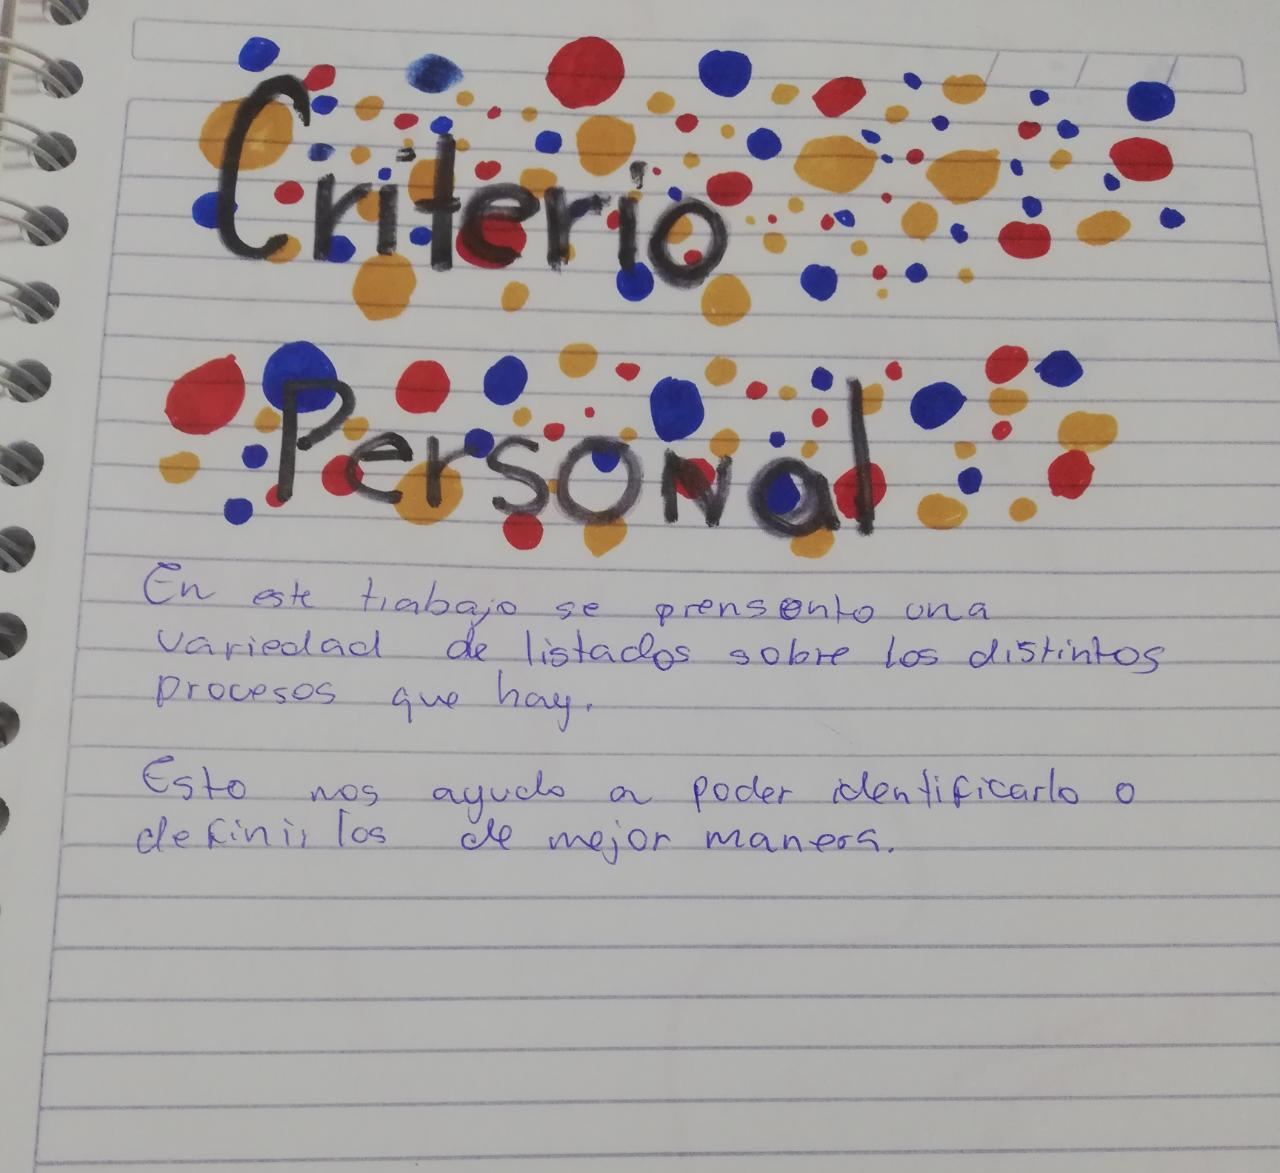 Criterio
Personal
En este trabajo se prensento una
variedad de listados sobre los distintos
procesos que hay.
Esto nos ayudo a poder identificarlo o
definirlos de mejor manera.